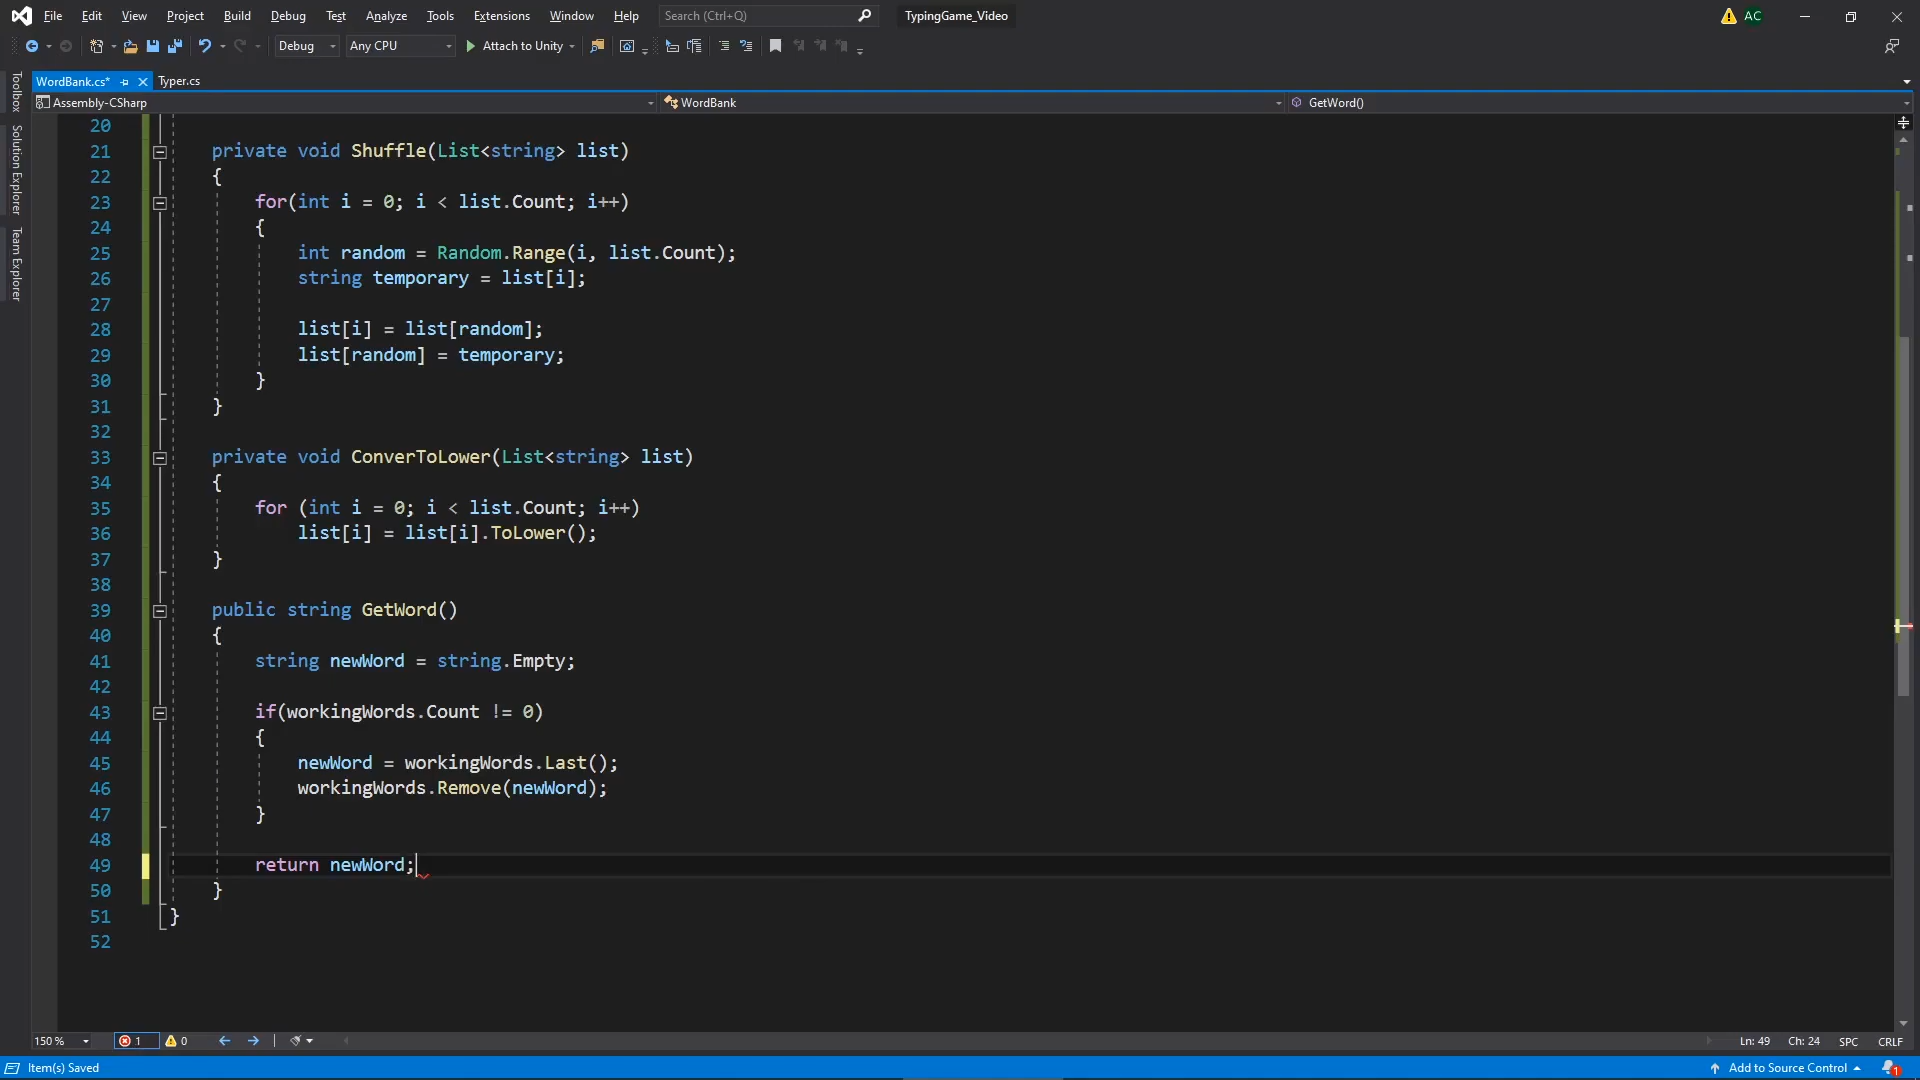 File Edit View Project Build Debug Test Analyze Tools Extensions Window Help Search (Ctrl+Q) TypingGame_Video AC
Debug Any CPU Attach to Unity
WordBank.cs* Typer.cs
Assembly-CSharp WordBank GetWord()
Toolbox
Solution Explorer
Team Explorer
20
21 private void Shuffle(List<string> list)
22 {
23 for(int i = 0; i < list.Count; i++)
24 {
25 int random = Random.Range(i, list.Count);
26 string temporary = list[i];
27
28 list[i] = list[random];
29 list[random] = temporary;
30 }
31 }
32
33 private void ConverToLower(List<string> list)
34 {
35 for (int i = 0; i < list.Count; i++)
36 list[i] = list[i].ToLower();
37 }
38
39 public string GetWord()
40 {
41 string newWord = string.Empty;
42
43 if(workingWords.Count != 0)
44 {
45 newWord = workingWords.Last();
46 workingWords.Remove(newWord);
47 }
48
49 return newWord;
50 }
51 }
52
150 % 1 0 Ln: 49 Ch: 24 SPC CRLF
Item(s) Saved Add to Source Control 1